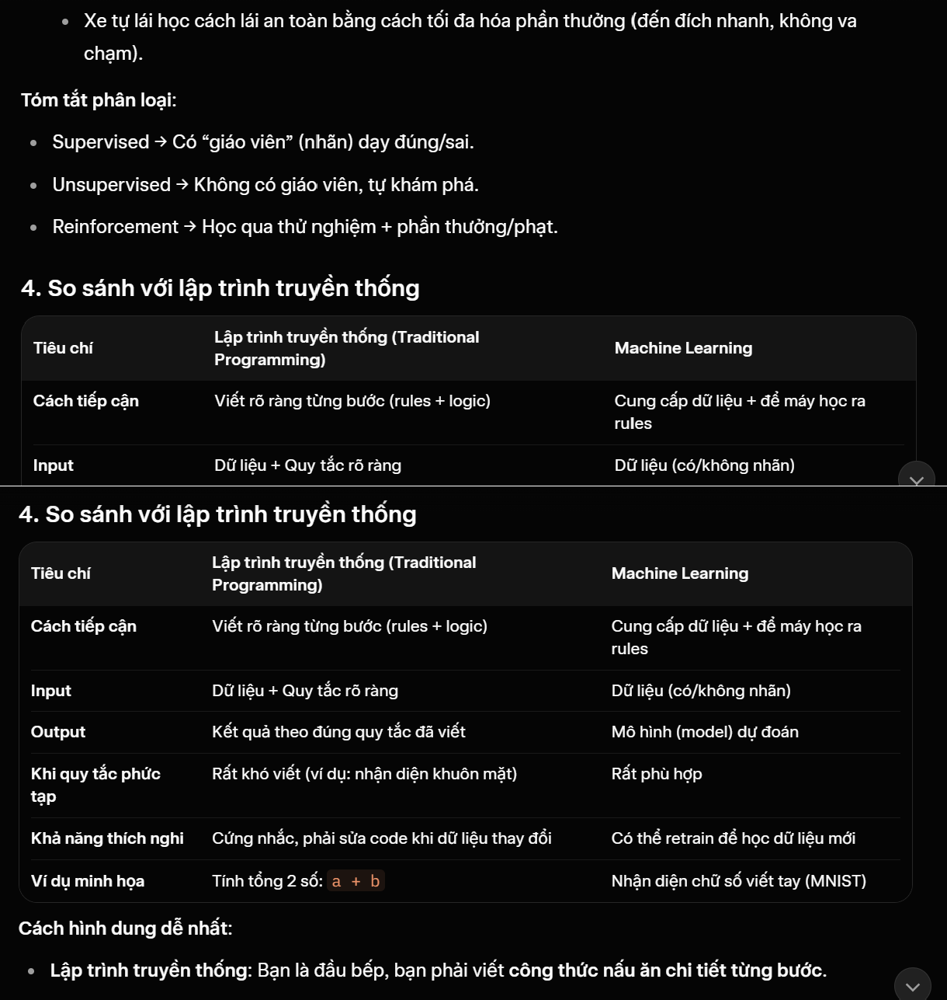 Xe tự lái học cách lái an toàn bằng cách tối đa hóa phần thưởng (đến đích nhanh, không va
chạm).
Tóm tắt phân loại:
Supervised → Có “giáo viên” (nhãn) dạy đúng/sai.
Unsupervised → Không có giáo viên, tự khám phá.
Reinforcement → Học qua thử nghiệm + phần thưởng/phạt.
4. So sánh với lập trình truyền thống
Tiêu chí
Lập trình truyền thống (Traditional
Programming)
Machine Learning
Cách tiếp cận
Viết rõ ràng từng bước (rules + logic)
Cung cấp dữ liệu + để máy học ra
rules
Input
Dữ liệu + Quy tắc rõ ràng
Dữ liệu (có/không nhãn)
4. So sánh với lập trình truyền thống
Tiêu chí
Lập trình truyền thống (Traditional
Programming)
Machine Learning
Cách tiếp cận
Viết rõ ràng từng bước (rules + logic)
Cung cấp dữ liệu + để máy học ra
rules
Input
Dữ liệu + Quy tắc rõ ràng
Dữ liệu (có/không nhãn)
Output
Kết quả theo đúng quy tắc đã viết
Mô hình (model) dự đoán
Khi quy tắc phức
tạp
Rất khó viết (ví dụ: nhận diện khuôn mặt)
Rất phù hợp
Khả năng thích nghi
Cứng nhắc, phải sửa code khi dữ liệu thay đổi
Có thể retrain để học dữ liệu mới
Ví dụ minh họa
Tính tổng 2 số: a + b
Nhận diện chữ số viết tay (MNIST)
Cách hình dung dễ nhất:
Lập trình truyền thống: Bạn là đầu bếp, bạn phải viết công thức nấu ăn chi tiết từng bước.